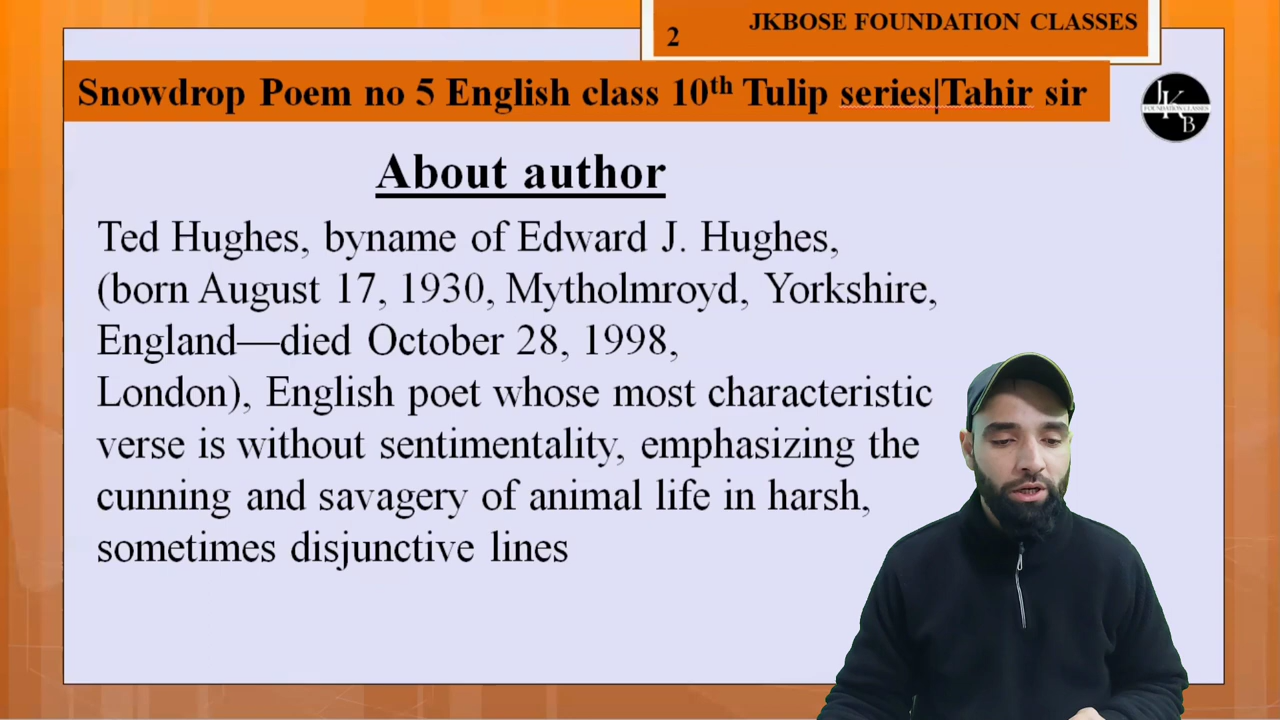 JKBOSE FOUNDATION CLASSES
2
Snowdrop Poem no 5 English class 10th Tulip series|Tahir sir
JK
FOUNDATION CLASSES
B
About author
Ted Hughes, byname of Edward J. Hughes,
(born August 17, 1930, Mytholmroyd, Yorkshire,
England—died October 28, 1998,
London), English poet whose most characteristic
verse is without sentimentality, emphasizing the
cunning and savagery of animal life in harsh,
sometimes disjunctive lines